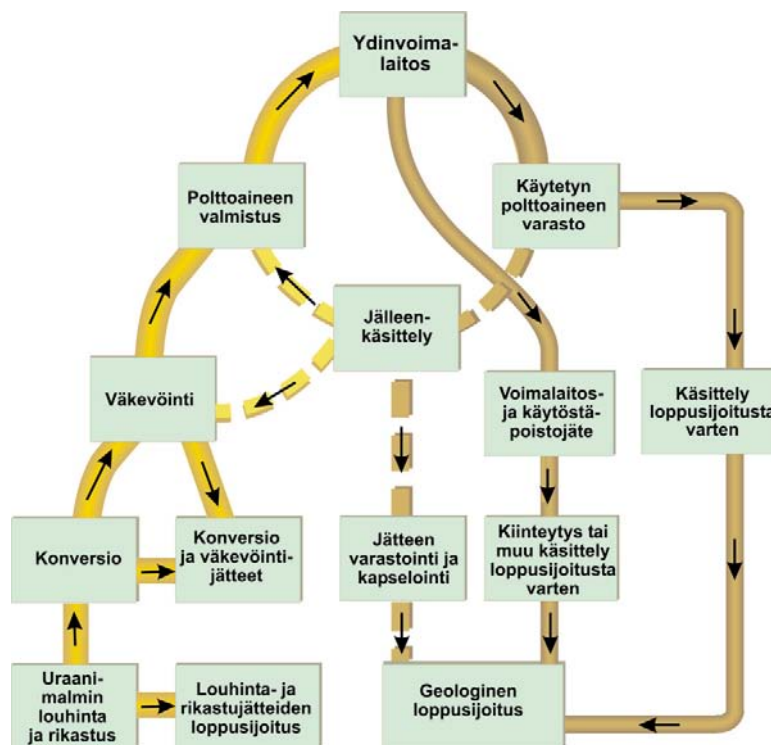 Ydinvoima-
laitos
Polttoaineen
valmistus
Käytetyn
polttoaineen
varasto
Jälleen-
käsittely
Väkevöinti
Voimalaitos-
ja käytöstä-
poistojäte
Käsittely
loppusijoitusta
varten
Konversio
Konversio
ja väkevöinti-
jätteet
Jätteen
varastointi ja
kapselointi
Kiinteytys tai
muu käsittely
loppusijoitusta
varten
Uraani-
malmin
louhinta
ja rikastus
Louhinta- ja
rikastujätteiden
loppusijoitus
Geologinen
loppusijoitus